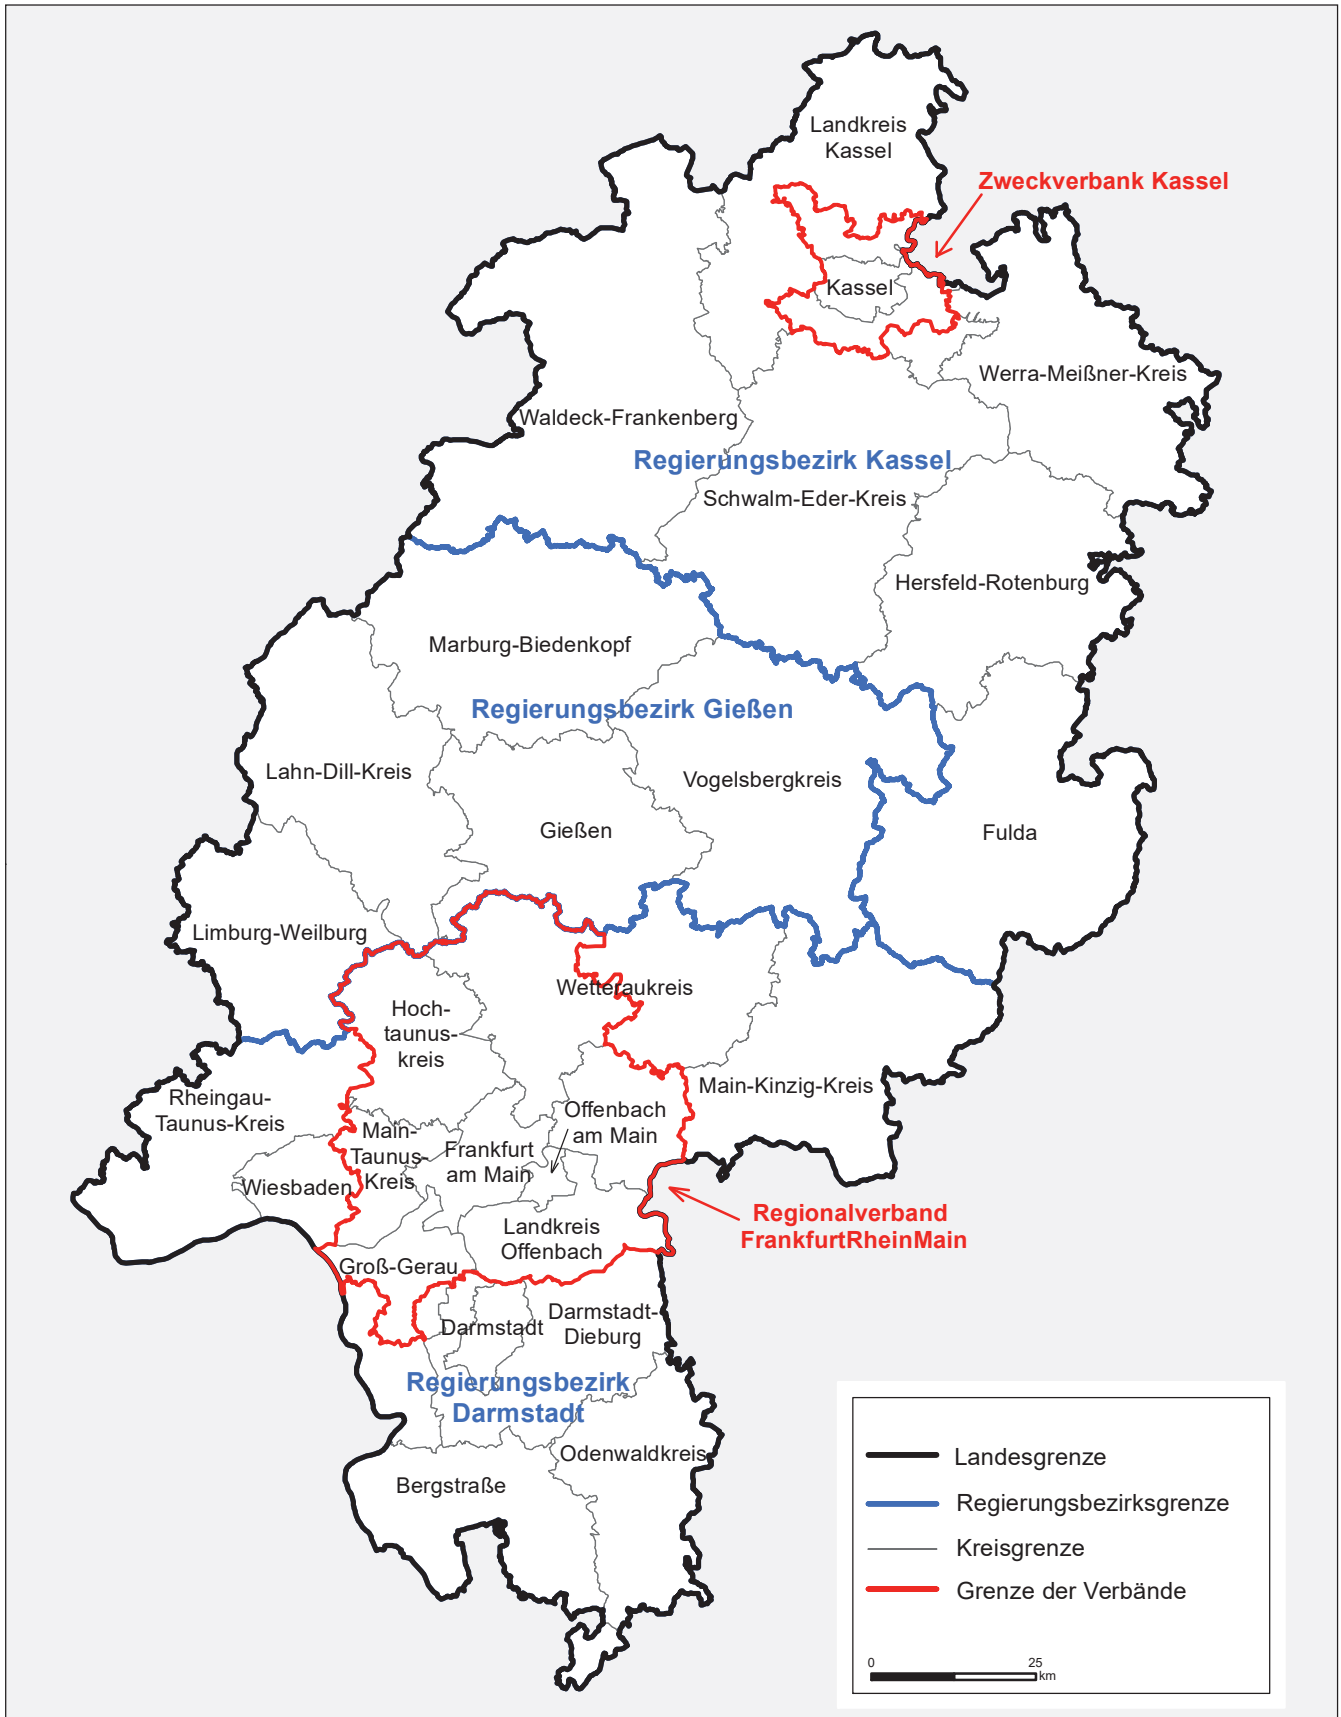 Landkreis
Kassel
Zweckverbank Kassel
Kassel
Werra-Meißner-Kreis
Waldeck-Frankenberg
Regierungsbezirk Kassel
Schwalm-Eder-Kreis
Hersfeld-Rotenburg
Marburg-Biedenkopf
Regierungsbezirk Gießen
Lahn-Dill-Kreis
Vogelsbergkreis
Gießen
Fulda
Limburg-Weilburg
Wetteraukreis
Hoch-
taunus-
kreis
Main-Kinzig-Kreis
Rheingau-
Taunus-Kreis
Offenbach
am Main
Main-
Taunus-
Kreis
Frankfurt
am Main
Wiesbaden
Regionalverband
FrankfurtRheinMain
Landkreis
Offenbach
Groß-Gerau
Darmstadt
Darmstadt-
Dieburg
Regierungsbezirk
Darmstadt
Odenwaldkreis
Bergstraße
Landesgrenze
Regierungsbezirksgrenze
Kreisgrenze
Grenze der Verbände
0 25
km